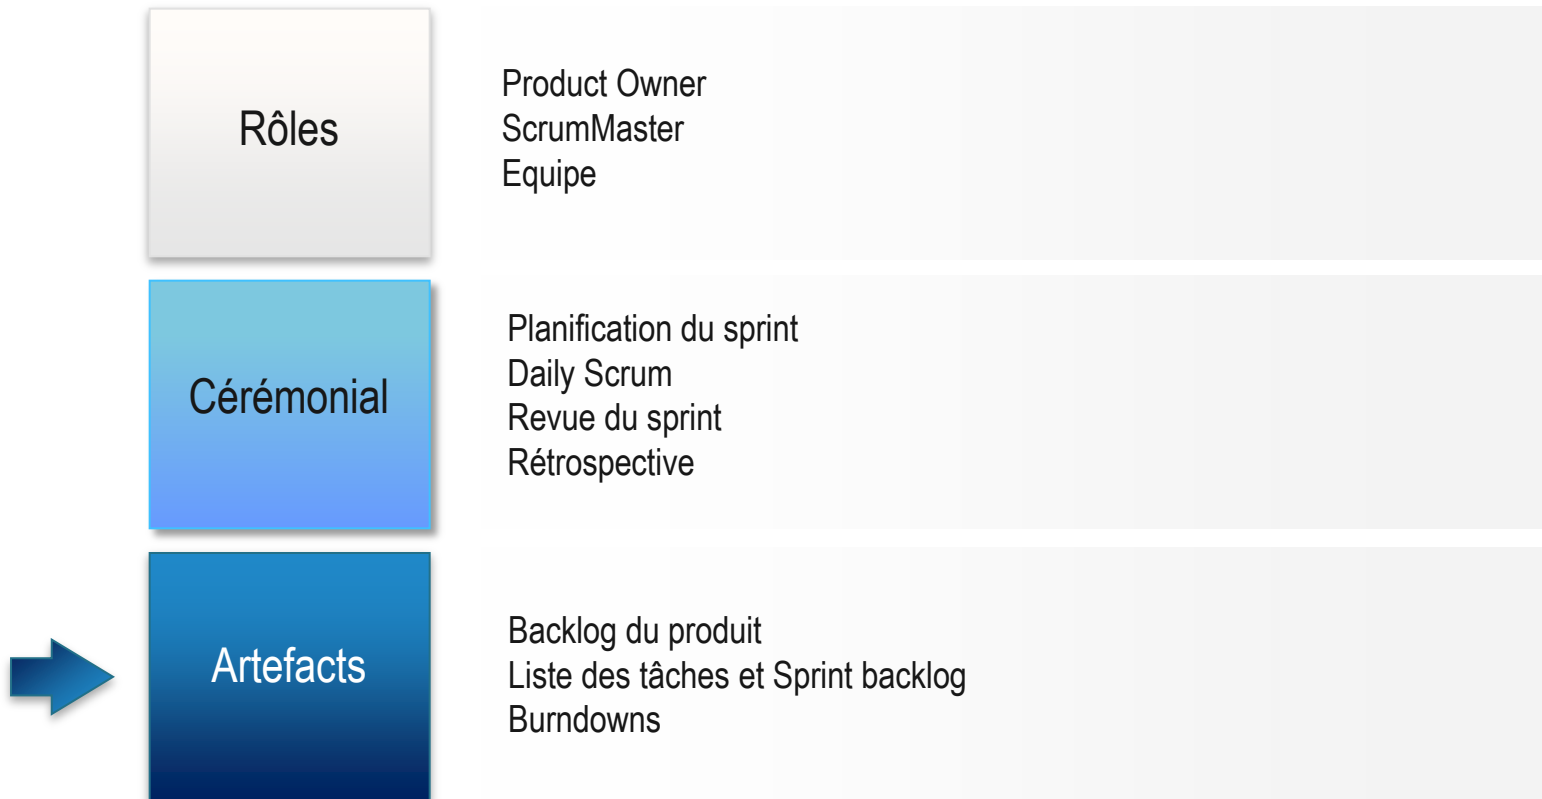 Rôles
Product Owner
ScrumMaster
Equipe
Cérémonial
Planification du sprint
Daily Scrum
Revue du sprint
Rétrospective
Artefacts
Backlog du produit
Liste des tâches et Sprint backlog
Burndowns